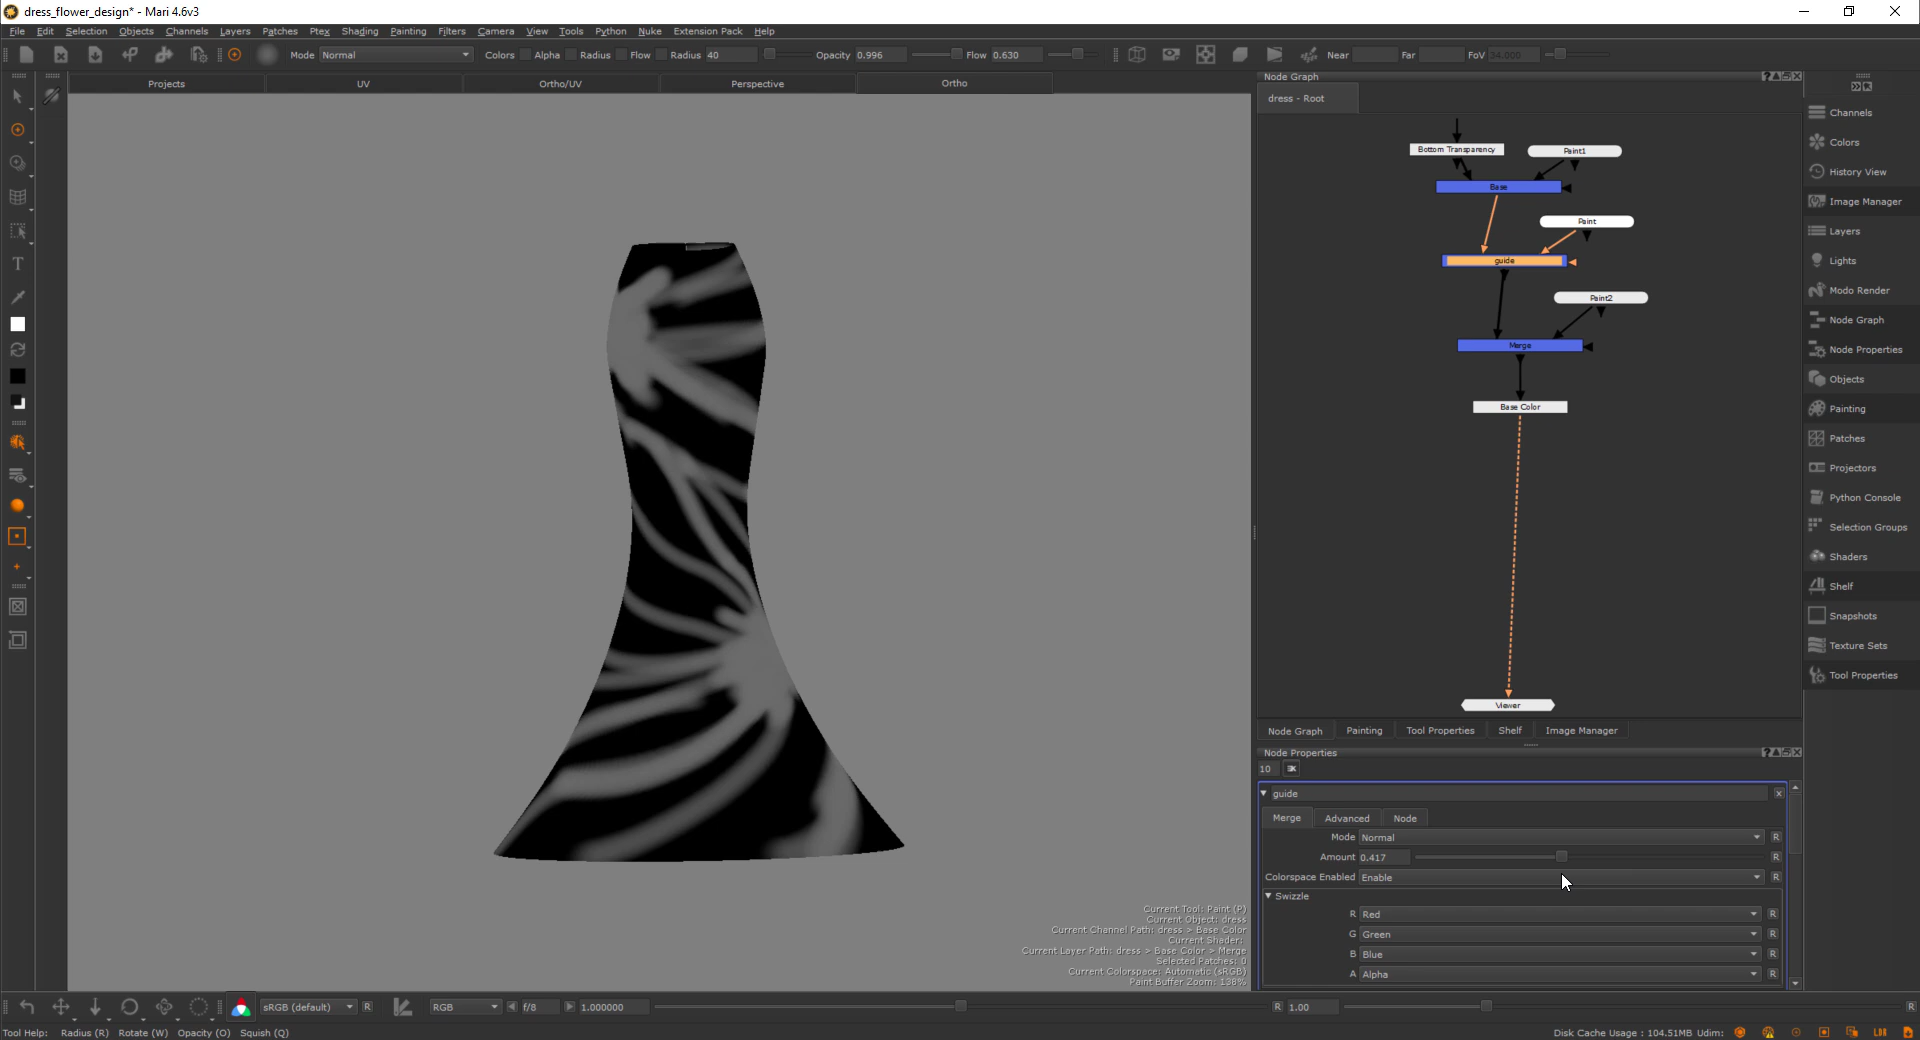 dress_flower_design* - Mari 4.6v3
File Edit Selection Objects Channels Layers Patches Ptex Shading Painting Filters Camera View Tools Python Nuke Extension Pack Help
Mode Normal Colors Alpha Radius Flow Radius 40 Opacity 0.996 Flow 0.630 Near Far FoV 34.000
Projects UV Ortho/UV Perspective Ortho
Node Graph
dress - Root
Bottom Transparency
Paint1
Base
Paint
guide
Paint2
Merge
Base Color
Viewer
Channels
Colors
History View
Image Manager
Layers
Lights
Modo Render
Node Graph
Node Properties
Objects
Painting
Patches
Projectors
Python Console
Selection Groups
Shaders
Shelf
Snapshots
Texture Sets
Tool Properties
Node Graph Painting Tool Properties Shelf Image Manager
Node Properties
10
guide
Merge Advanced Node
Mode Normal R
Amount 0.417 R
Colorspace Enabled Enable R
Swizzle
R Red R
G Green R
B Blue R
A Alpha R
Current Tool: Paint (P)
Current Object: dress
Current Channel Path: dress > Base Color
Current Shader:
Current Layer Path: dress > Base Color > Merge
Selected Patches: 0
Current Colorspace: Automatic (sRGB)
Paint Buffer Zoom: 138%
sRGB (default) R RGB f/8 1.000000 R 1.00 R
Tool Help: Radius (R) Rotate (W) Opacity (O) Squish (Q)
Disk Cache Usage : 104.51MB Udim: LDR